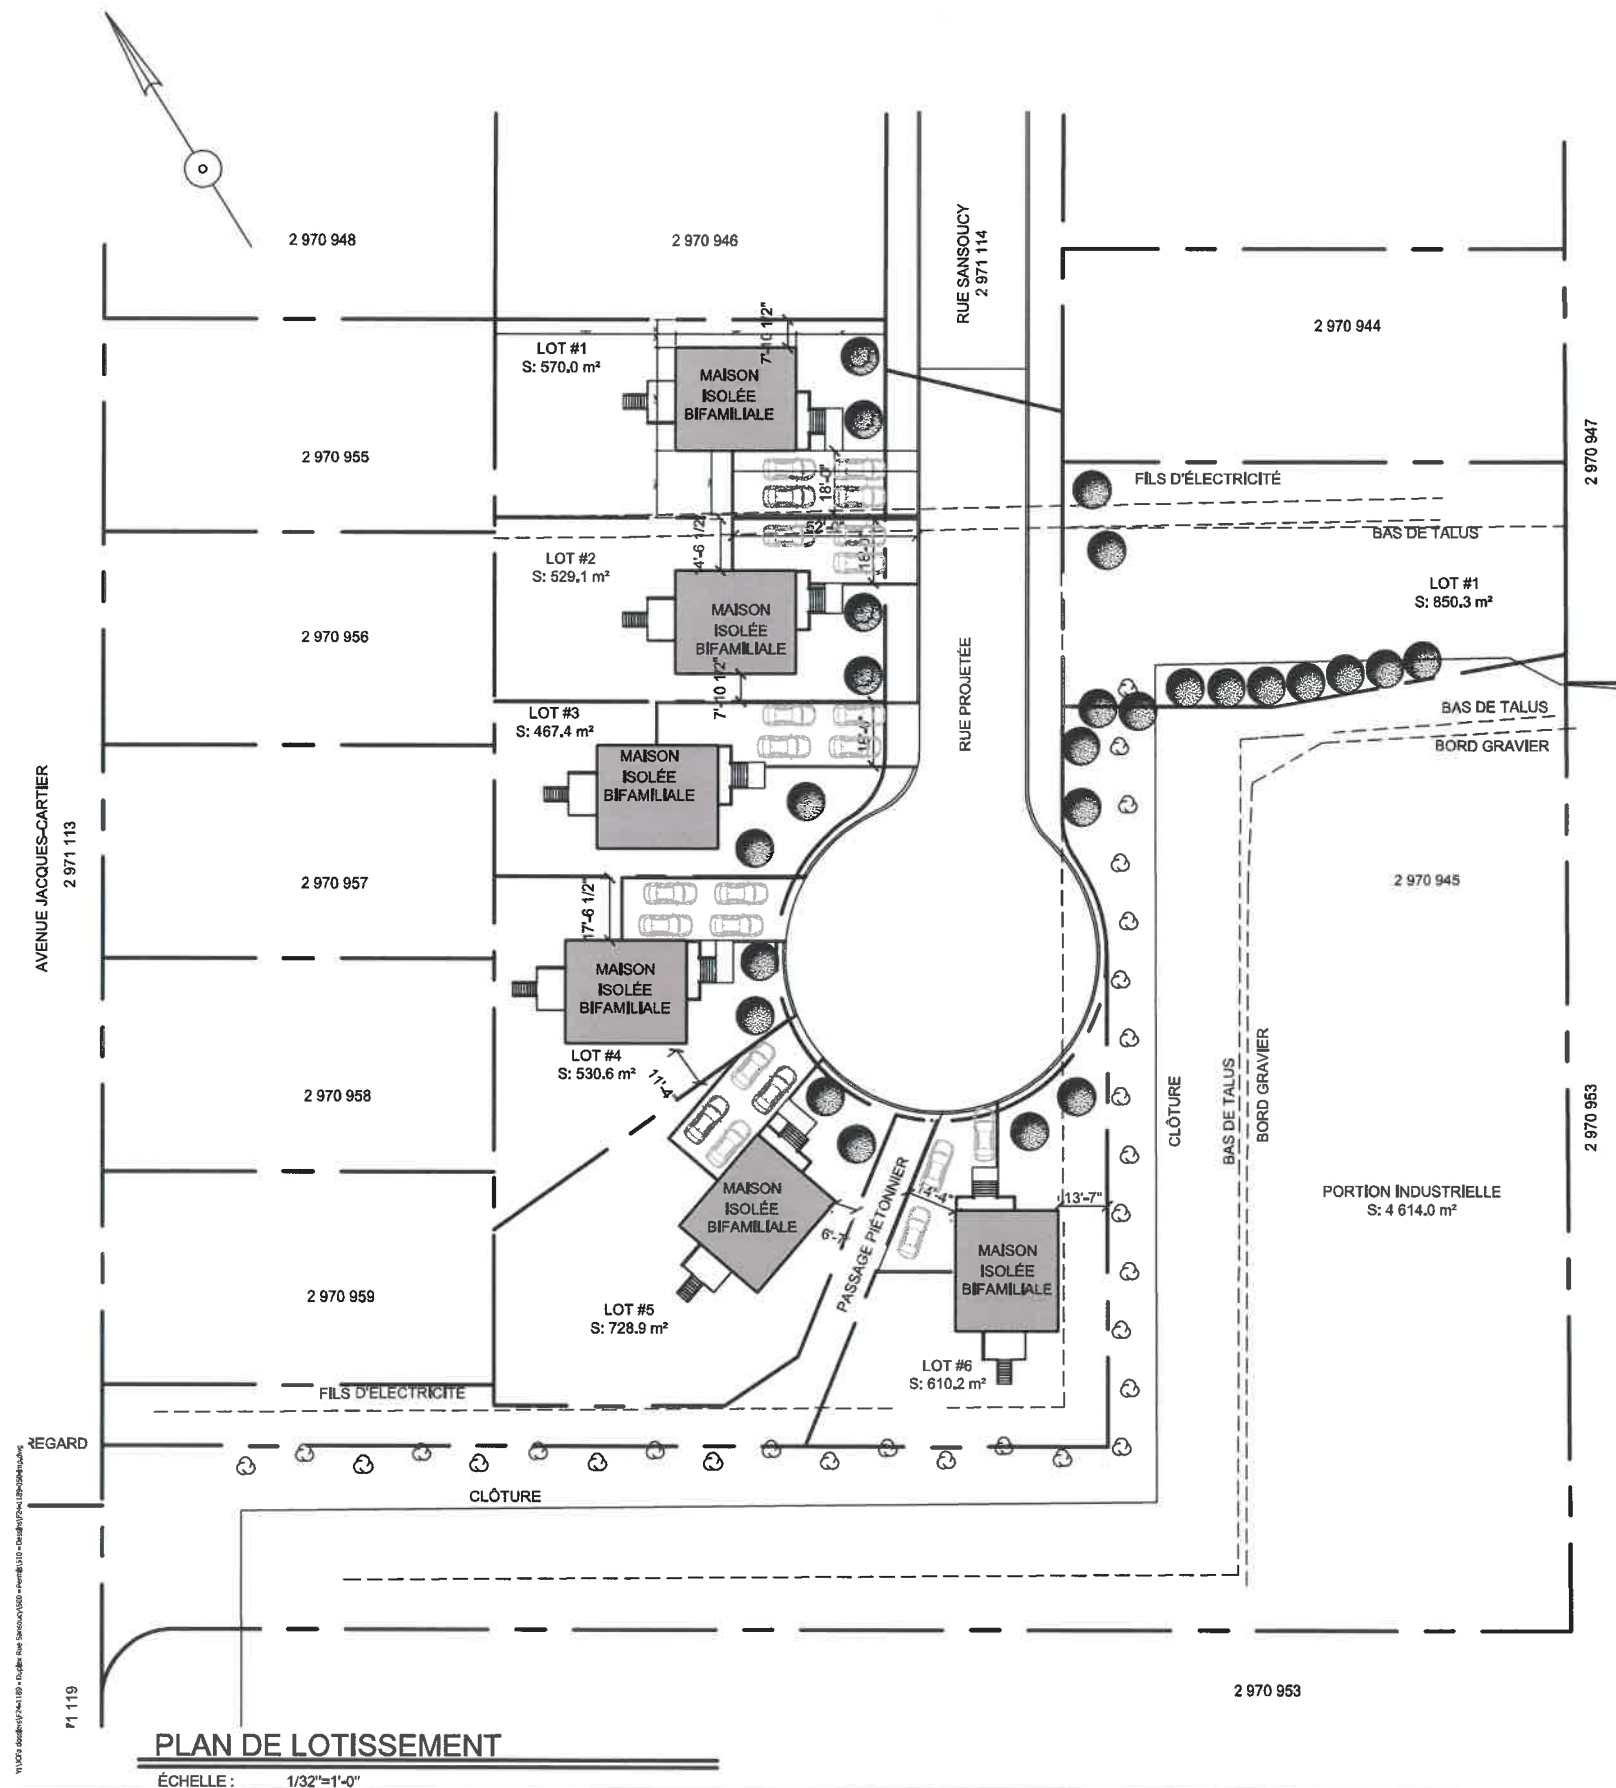 2 970 948
2 970 946
RUE SANSOUCY
2 971 114
2 970 944
LOT #1
S: 570.0 m²
7'-10 1/2"
MAISON
ISOLÉE
BIFAMILIALE
2 970 955
2 970 947
FILS D'ÉLECTRICITÉ
18'-0"
BAS DE TALUS
LOT #2
S: 529.1 m²
18'-0"
LOT #1
S: 850.3 m²
MAISON
ISOLÉE
BIFAMILIALE
2 970 956
RUE PROJETÉE
7'-10 1/2"
LOT #3
S: 467.4 m²
BAS DE TALUS
BORD GRAVIER
MAISON
ISOLÉE
BIFAMILIALE
AVENUE JACQUES-CARTIER
2 971 113
2 970 957
2 970 945
17'-6 1/2"
MAISON
ISOLÉE
BIFAMILIALE
LOT #4
S: 530.6 m²
11'-4"
2 970 958
CLÔTURE
BAS DE TALUS
BORD GRAVIER
2 970 953
MAISON
ISOLÉE
BIFAMILIALE
PASSAGE PIÉTONNIER
13'-7"
PORTION INDUSTRIELLE
S: 4 614.0 m²
MAISON
ISOLÉE
BIFAMILIALE
2 970 959
LOT #5
S: 728.9 m²
LOT #6
S: 610.2 m²
FILS D'ÉLECTRICITÉ
REGARD
CLÔTURE
2 970 953
71 119
PLAN DE LOTISSEMENT
ÉCHELLE : 1/32"=1'-0"